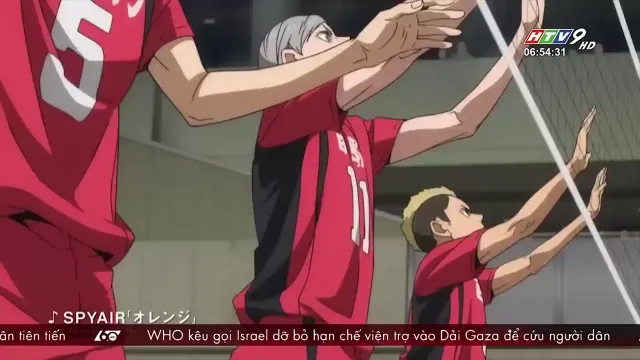 HTV9 HD
06:54:31
5
11
♪ SPYAIR「オレンジ」
ân tiên tiến 60 WHO kêu gọi Israel dỡ bỏ hạn chế viện trợ vào Dải Gaza để cứu người dân